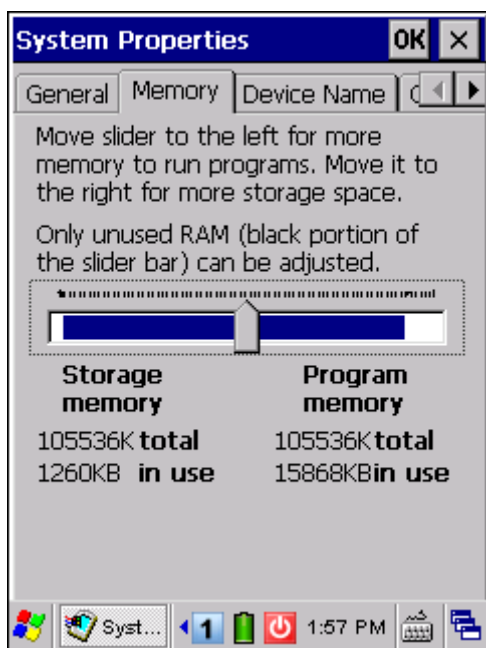 System Properties OK ×
General Memory Device Name
Move slider to the left for more
memory to run programs. Move it to
the right for more storage space.
Only unused RAM (black portion of
the slider bar) can be adjusted.
Storage memory
Program memory
105536K total
105536K total
1260KB in use
15868KB in use
Syst... 1 1:57 PM